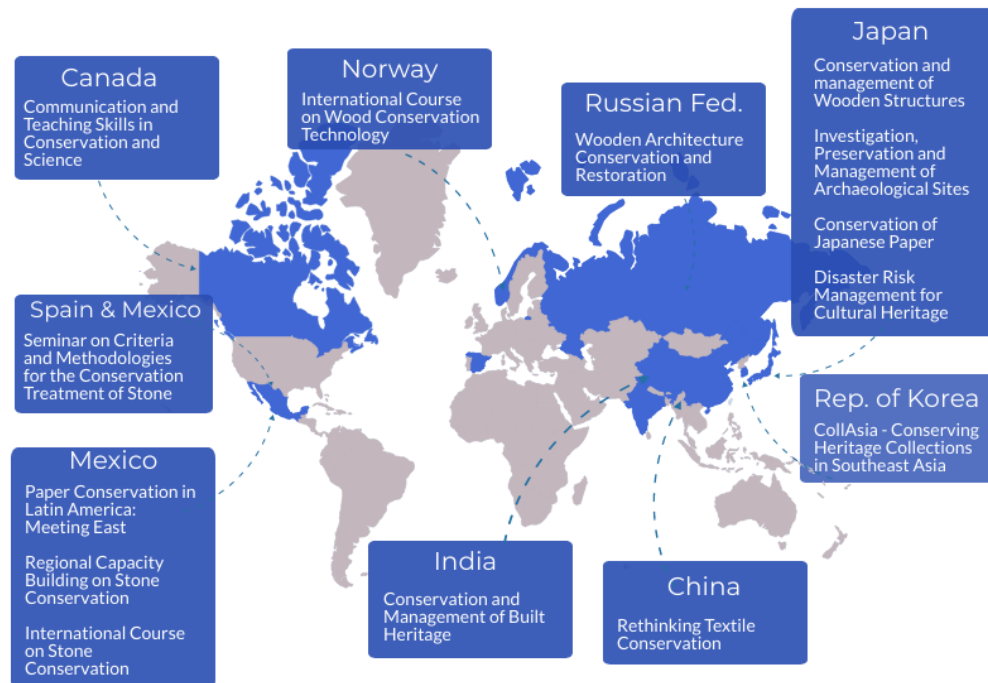 Canada
Communication and
Teaching Skills in
Conservation and
Science
Norway
International Course
on Wood Conservation
Technology
Russian Fed.
Wooden Architecture
Conservation and
Restoration
Japan
Conservation and
management of
Wooden Structures
Investigation,
Preservation and
Management of
Archaeological Sites
Conservation of
Japanese Paper
Disaster Risk
Management for
Cultural Heritage
Spain & Mexico
Seminar on Criteria
and Methodologies
for the Conservation
Treatment of Stone
Rep. of Korea
CollAsia - Conserving
Heritage Collections
in Southeast Asia
Mexico
Paper Conservation in
Latin America:
Meeting East
Regional Capacity
Building on Stone
Conservation
International Course
on Stone
Conservation
India
Conservation and
Management of Built
Heritage
China
Rethinking Textile
Conservation